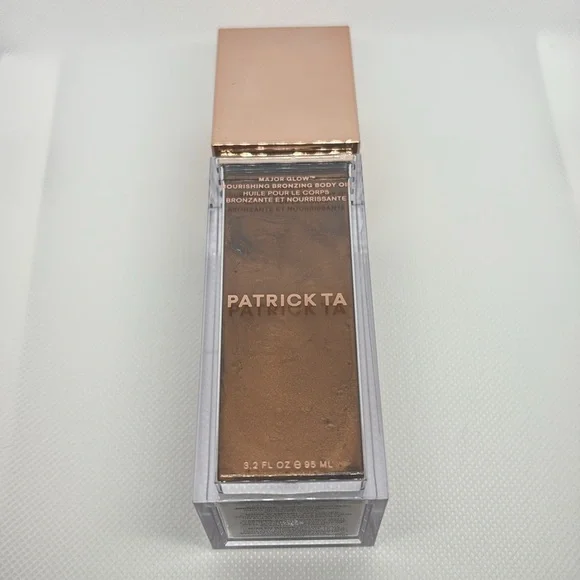 MAJOR GLOW™
NOURISHING BRONZING BODY OIL
HUILE POUR LE CORPS
BRONZANTE ET NOURRISSANTE
PATRICK TA
3.2 FL OZ ℮ 95 ML